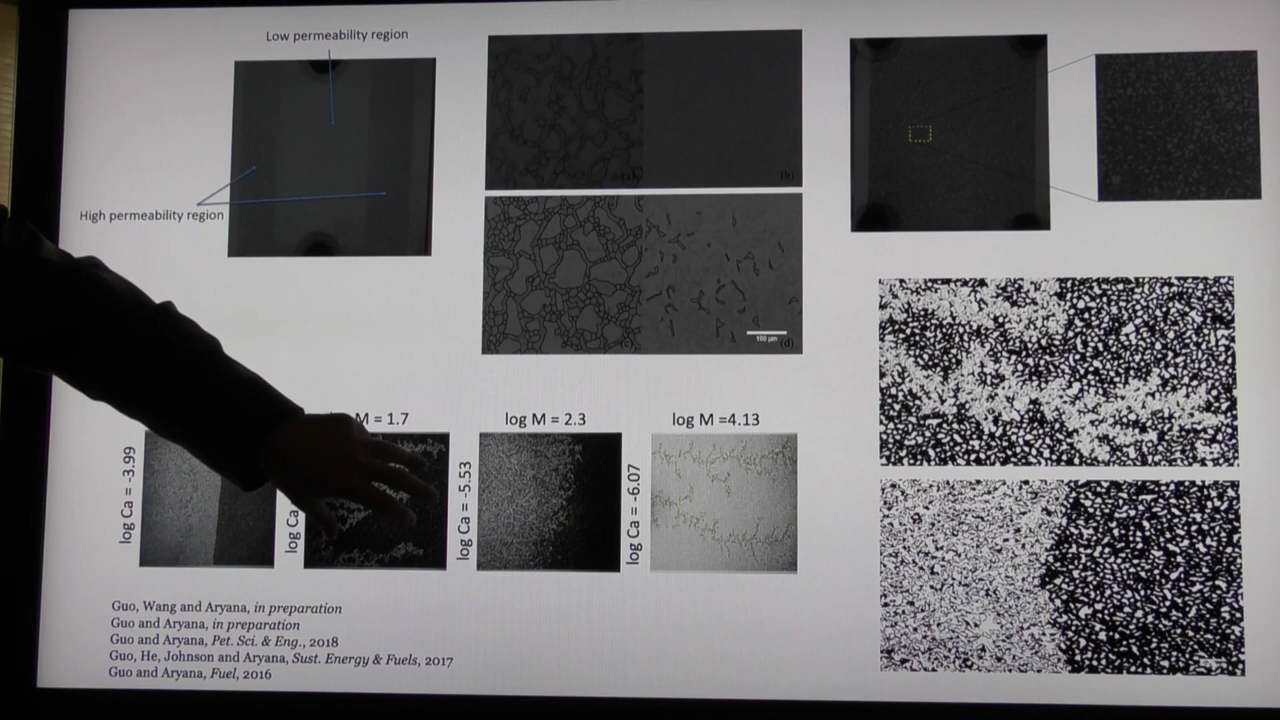 Low permeability region
High permeability region
(a)
(b)
(c)
(d)
100 μm
M = 1.7
log M = 2.3
log M =4.13
log Ca = -3.99
log Ca
log Ca = -5.53
log Ca = -6.07
Guo, Wang and Aryana, in preparation
Guo and Aryana, in preparation
Guo and Aryana, Pet. Sci. & Eng., 2018
Guo, He, Johnson and Aryana, Sust. Energy & Fuels, 2017
Guo and Aryana, Fuel, 2016